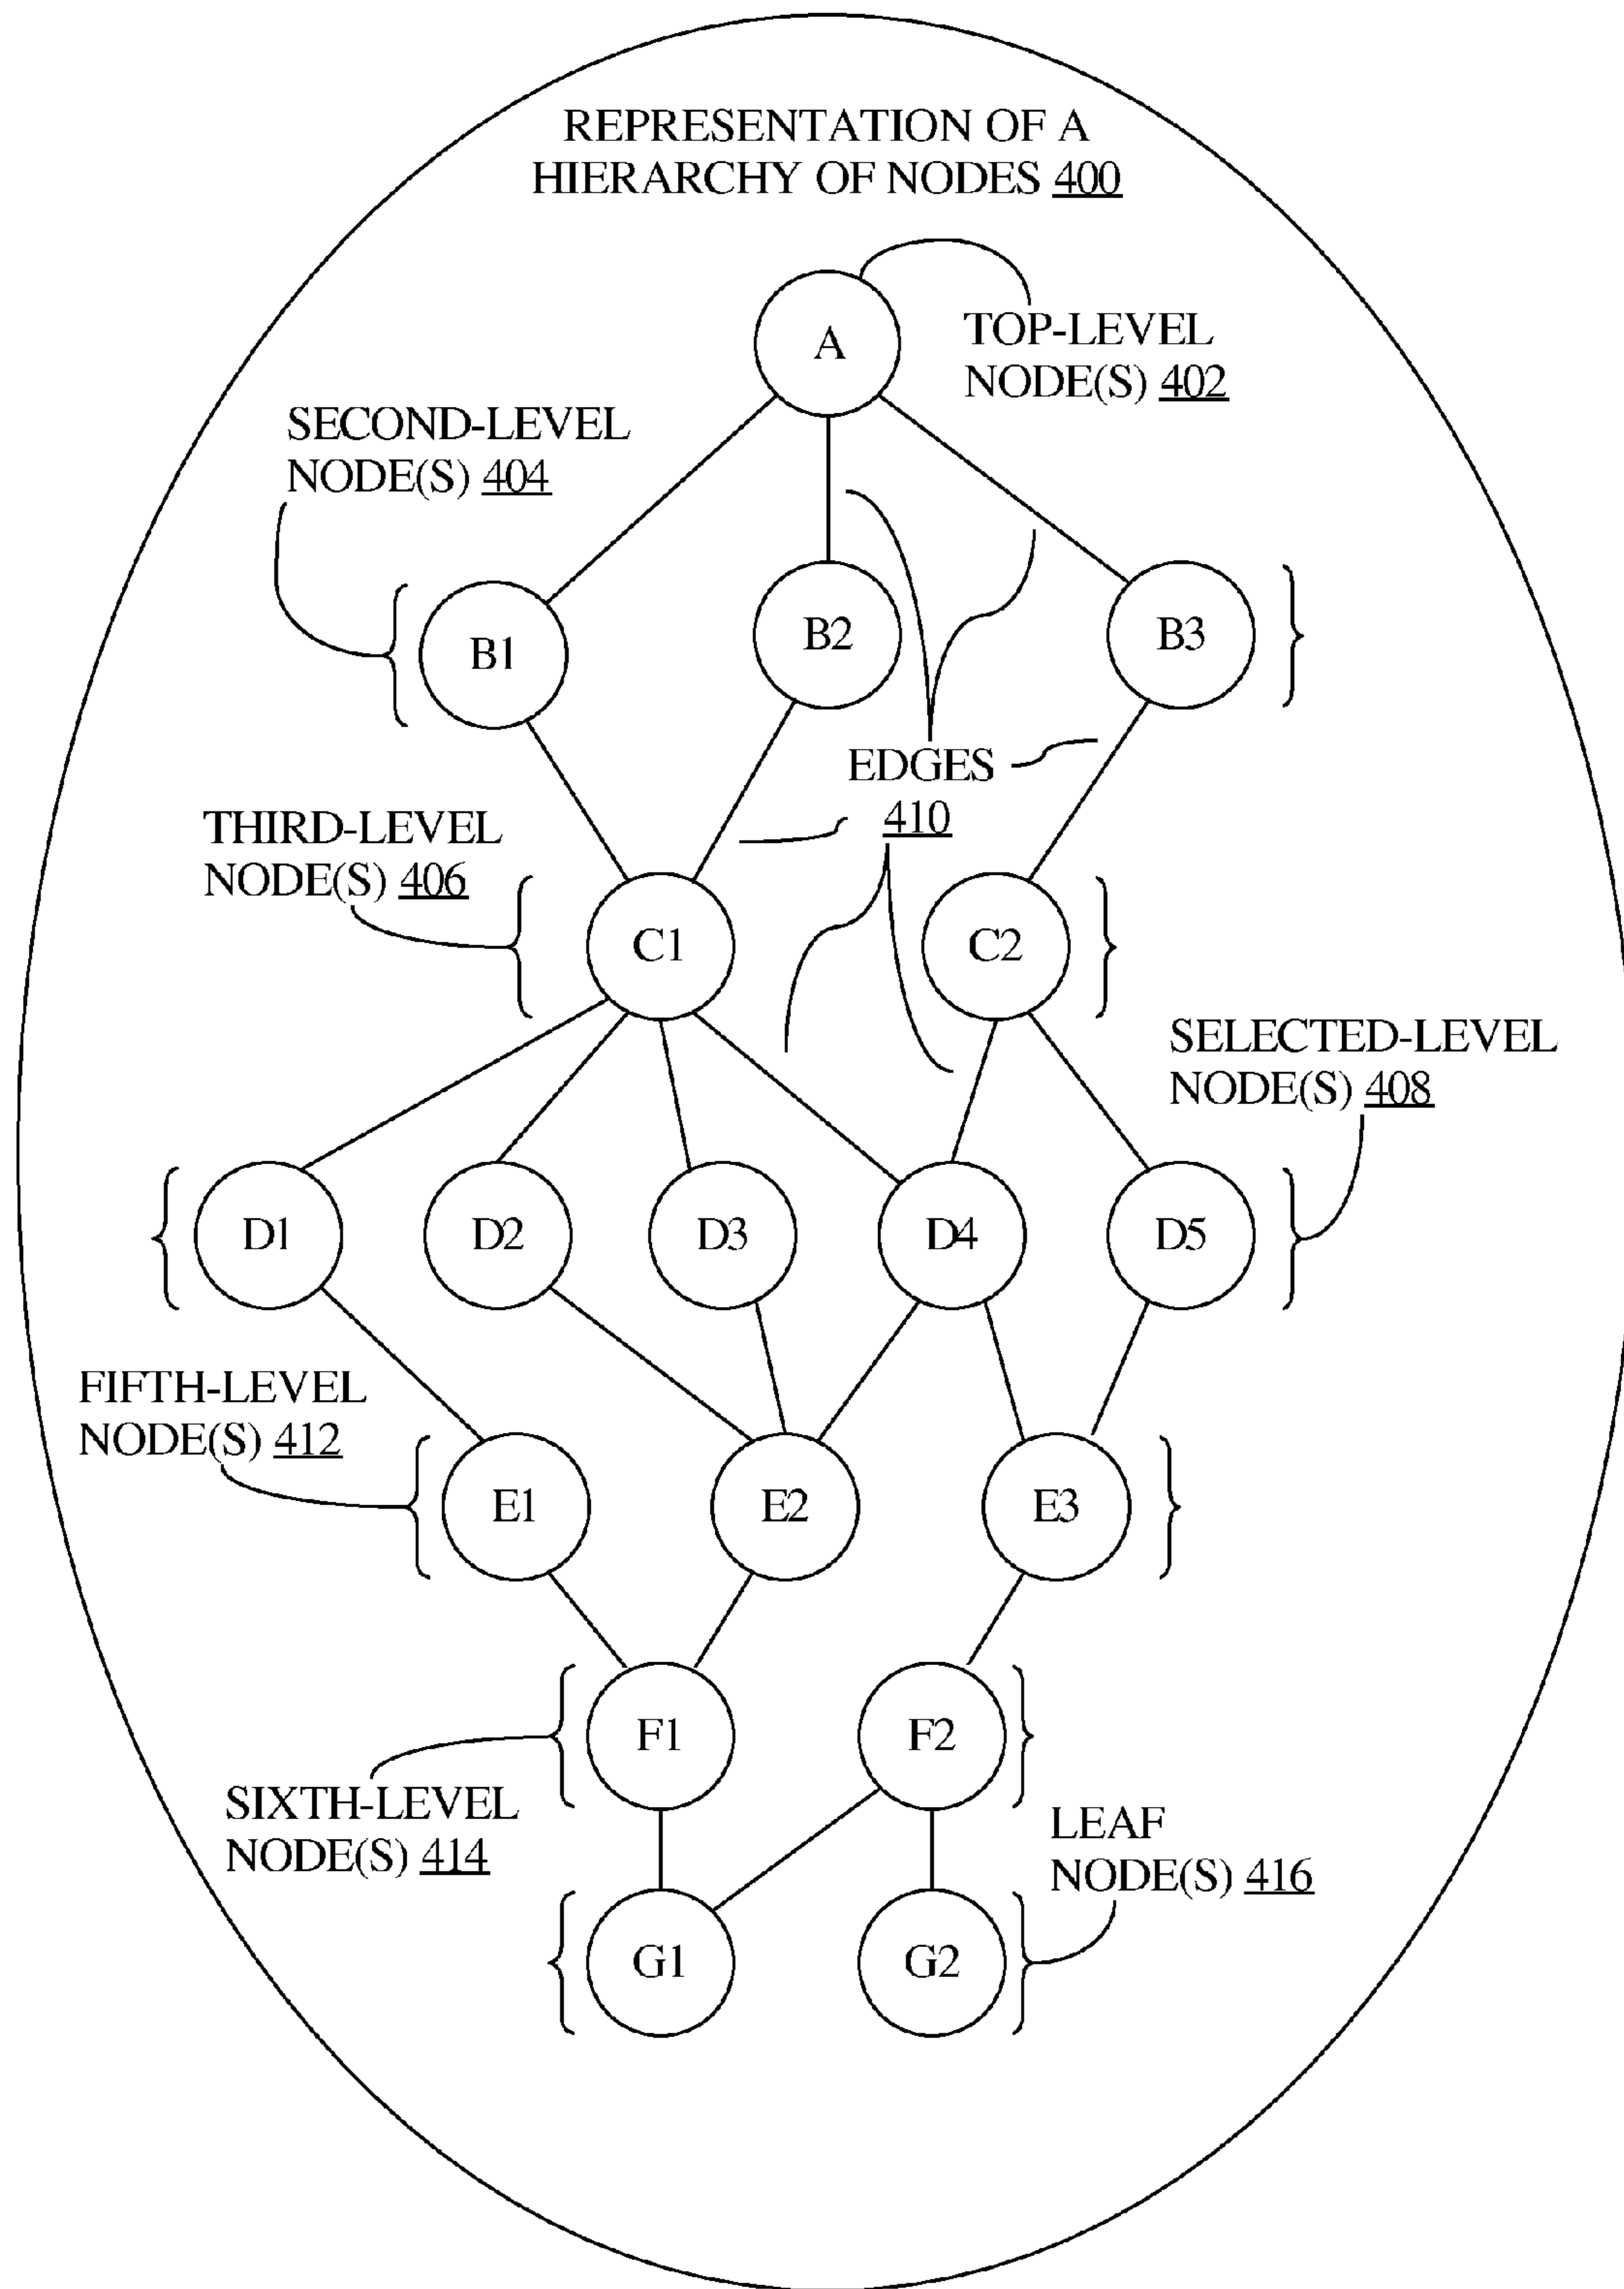 REPRESENTATION OF A
HIERARCHY OF NODES 400
A
TOP-LEVEL
NODE(S) 402
SECOND-LEVEL
NODE(S) 404
B1
B2
B3
EDGES
410
THIRD-LEVEL
NODE(S) 406
C1
C2
SELECTED-LEVEL
NODE(S) 408
D1
D2
D3
D4
D5
FIFTH-LEVEL
NODE(S) 412
E1
E2
E3
F1
F2
SIXTH-LEVEL
NODE(S) 414
LEAF
NODE(S) 416
G1
G2